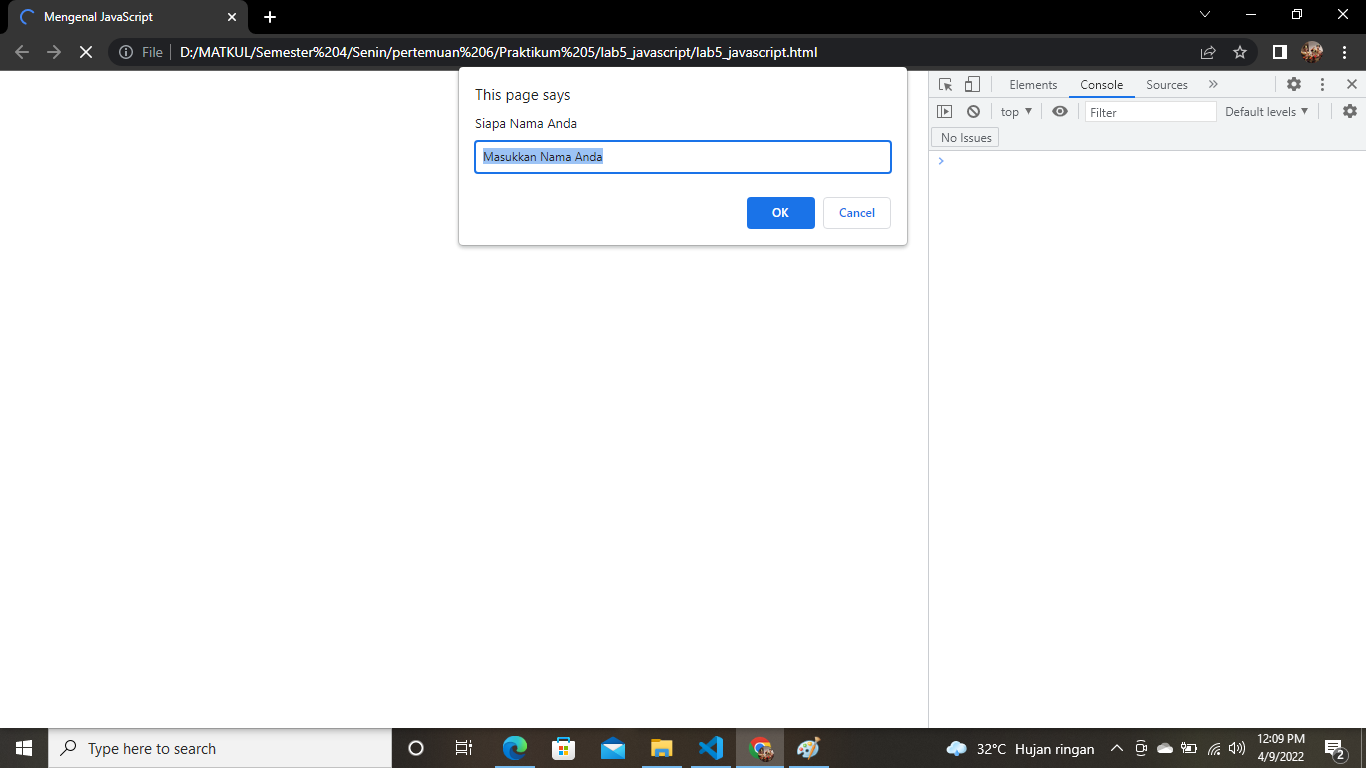 Mengenal JavaScript
File
D:/MATKUL/Semester%204/Senin/pertemuan%206/Praktikum%205/lab5_javascript/lab5_javascript.html
This page says
Siapa Nama Anda
Masukkan Nama Anda
OK Cancel
Elements Console Sources
top Filter Default levels
No Issues
Type here to search
32°C Hujan ringan
12:09 PM
4/9/2022
2